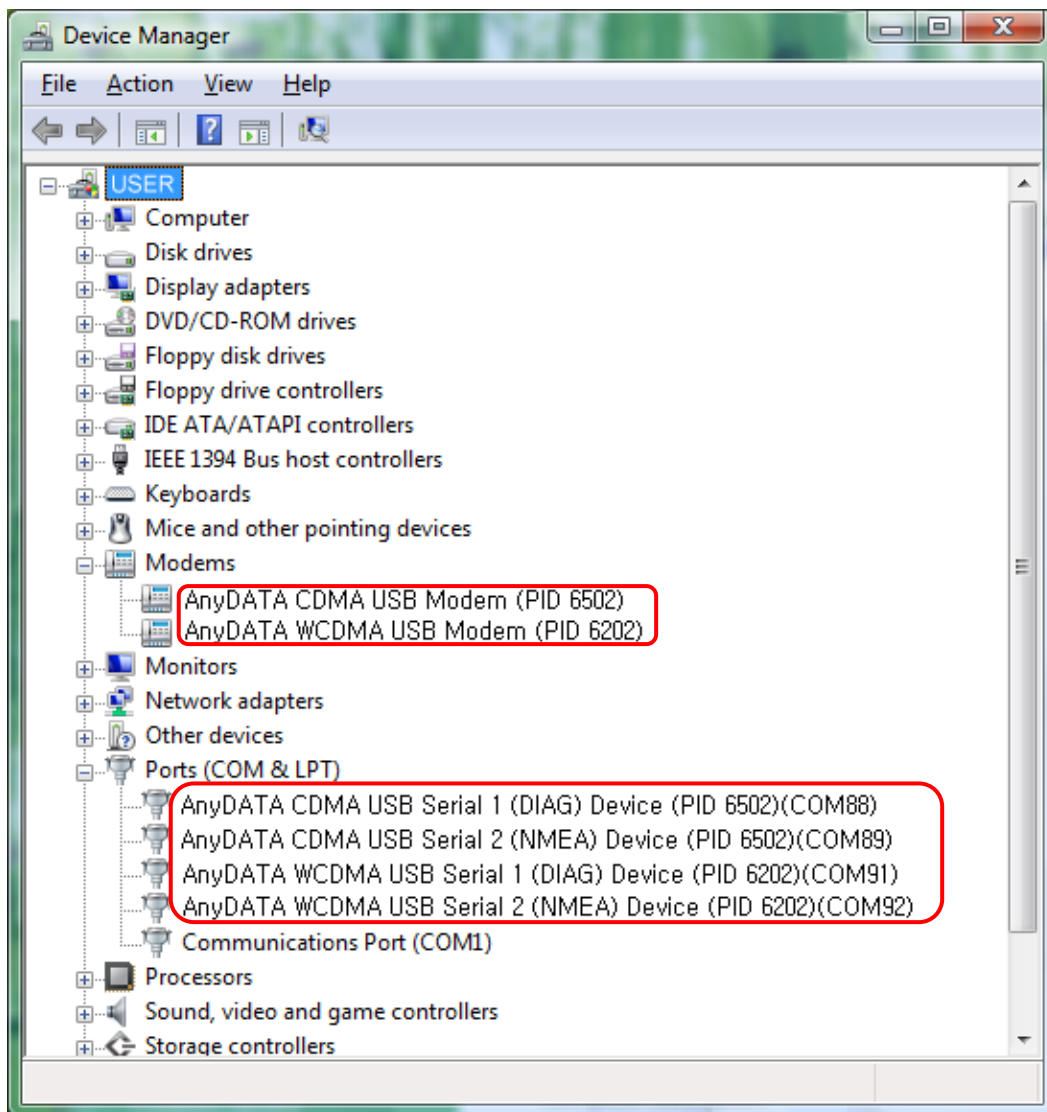 Device Manager
File Action View Help
USER
Computer
Disk drives
Display adapters
DVD/CD-ROM drives
Floppy disk drives
Floppy drive controllers
IDE ATA/ATAPI controllers
IEEE 1394 Bus host controllers
Keyboards
Mice and other pointing devices
Modems
AnyDATA CDMA USB Modem (PID 6502)
AnyDATA WCDMA USB Modem (PID 6202)
Monitors
Network adapters
Other devices
Ports (COM & LPT)
AnyDATA CDMA USB Serial 1 (DIAG) Device (PID 6502)(COM88)
AnyDATA CDMA USB Serial 2 (NMEA) Device (PID 6502)(COM89)
AnyDATA WCDMA USB Serial 1 (DIAG) Device (PID 6202)(COM91)
AnyDATA WCDMA USB Serial 2 (NMEA) Device (PID 6202)(COM92)
Communications Port (COM1)
Processors
Sound, video and game controllers
Storage controllers